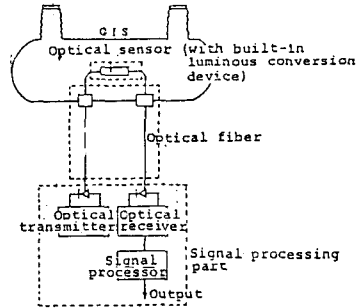 GIS
Optical sensor (with built-in
luminous conversion
device)
Optical fiber
Optical
transmitter
Optical
receiver
Signal
processor
Signal processing
part
Output